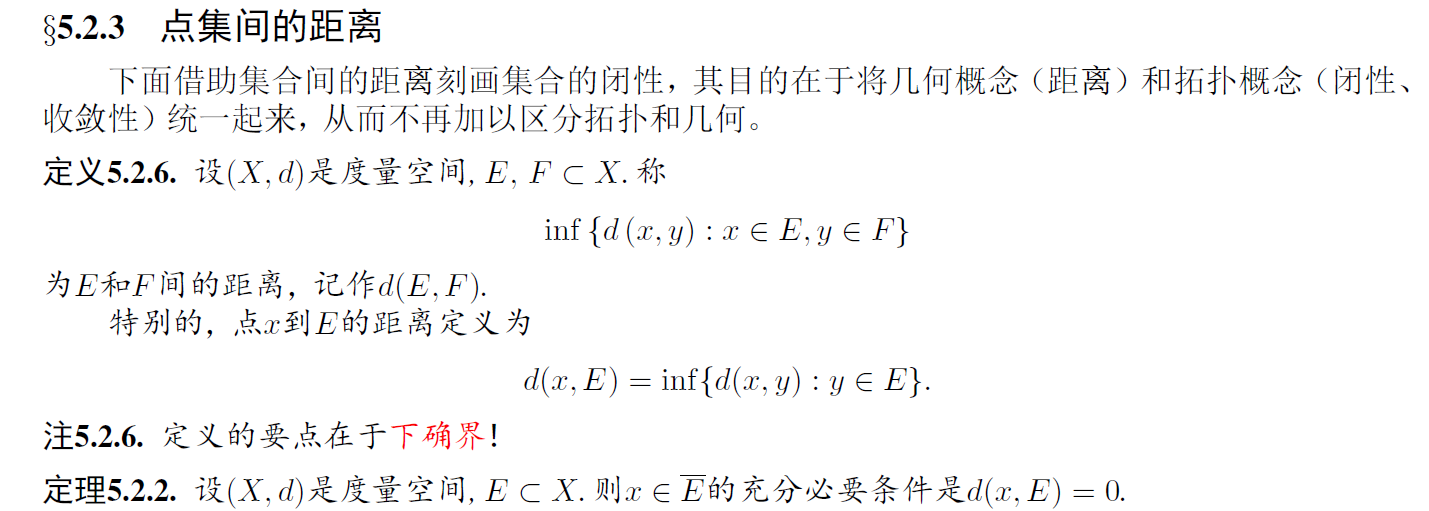 §5.2.3 点集间的距离
下面借助集合间的距离刻画集合的闭性，其目的在于将几何概念（距离）和拓扑概念（闭性、
收敛性）统一起来，从而不再加以区分拓扑和几何。
定义5.2.6. 设(X, d)是度量空间, E, F ⊂ X. 称
inf {d (x, y) : x ∈ E, y ∈ F}
为E和F间的距离，记作d(E, F).
特别的，点x到E的距离定义为
d(x, E) = inf{d(x, y) : y ∈ E}.
注5.2.6. 定义的要点在于下确界!
定理5.2.2. 设(X, d)是度量空间, E ⊂ X. 则x ∈ E̅的充分必要条件是d(x, E) = 0.